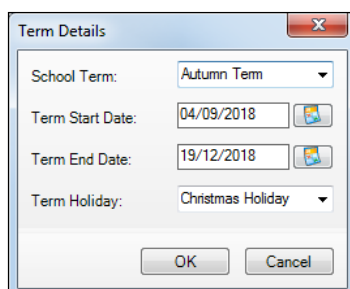 Term Details
School Term: Autumn Term
Term Start Date: 04/09/2018
Term End Date: 19/12/2018
Term Holiday: Christmas Holiday
OK Cancel